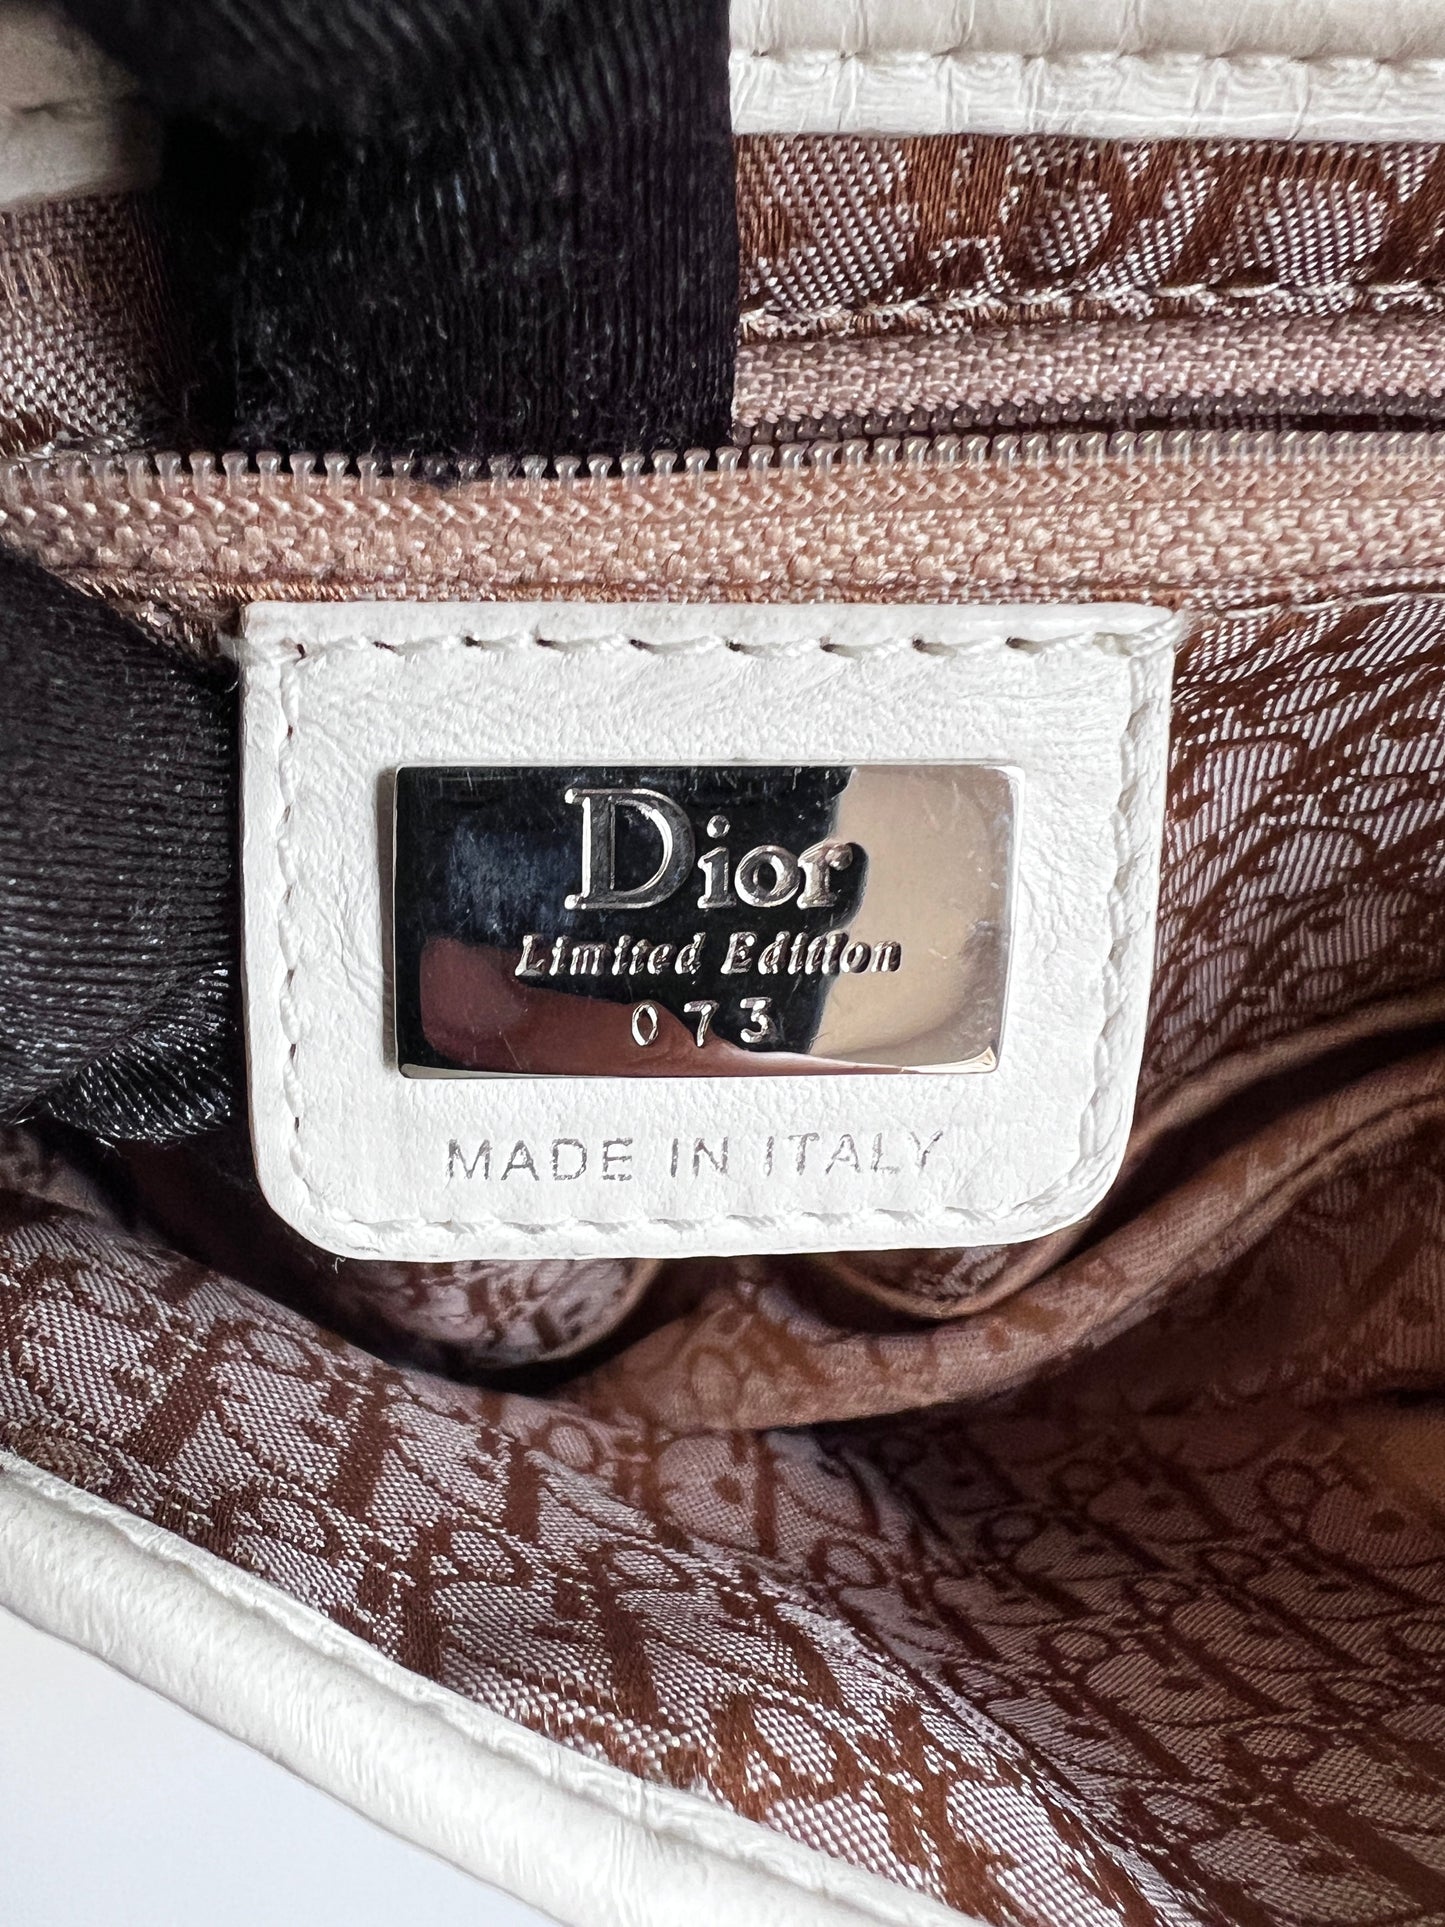 Dior
Limited Edition
073
MADE IN ITALY